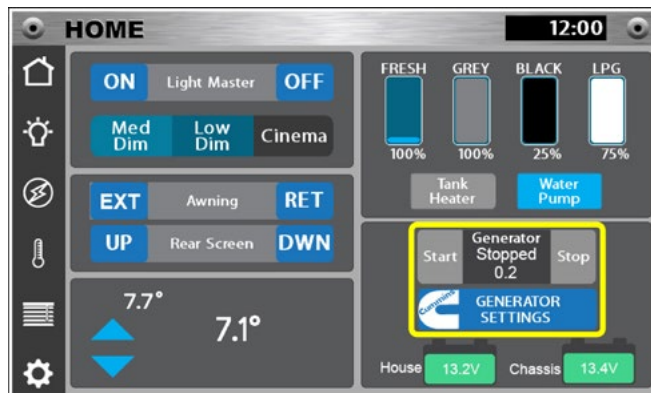 HOME
12:00
ON Light Master OFF
Med Dim
Low Dim
Cinema
EXT Awning RET
UP Rear Screen DWN
7.7°
7.1°
FRESH GREY BLACK LPG
100% 100% 25% 75%
Tank Heater
Water Pump
Start
Generator
Stopped
0.2
Stop
cummins
GENERATOR
SETTINGS
House 13.2V Chassis 13.4V